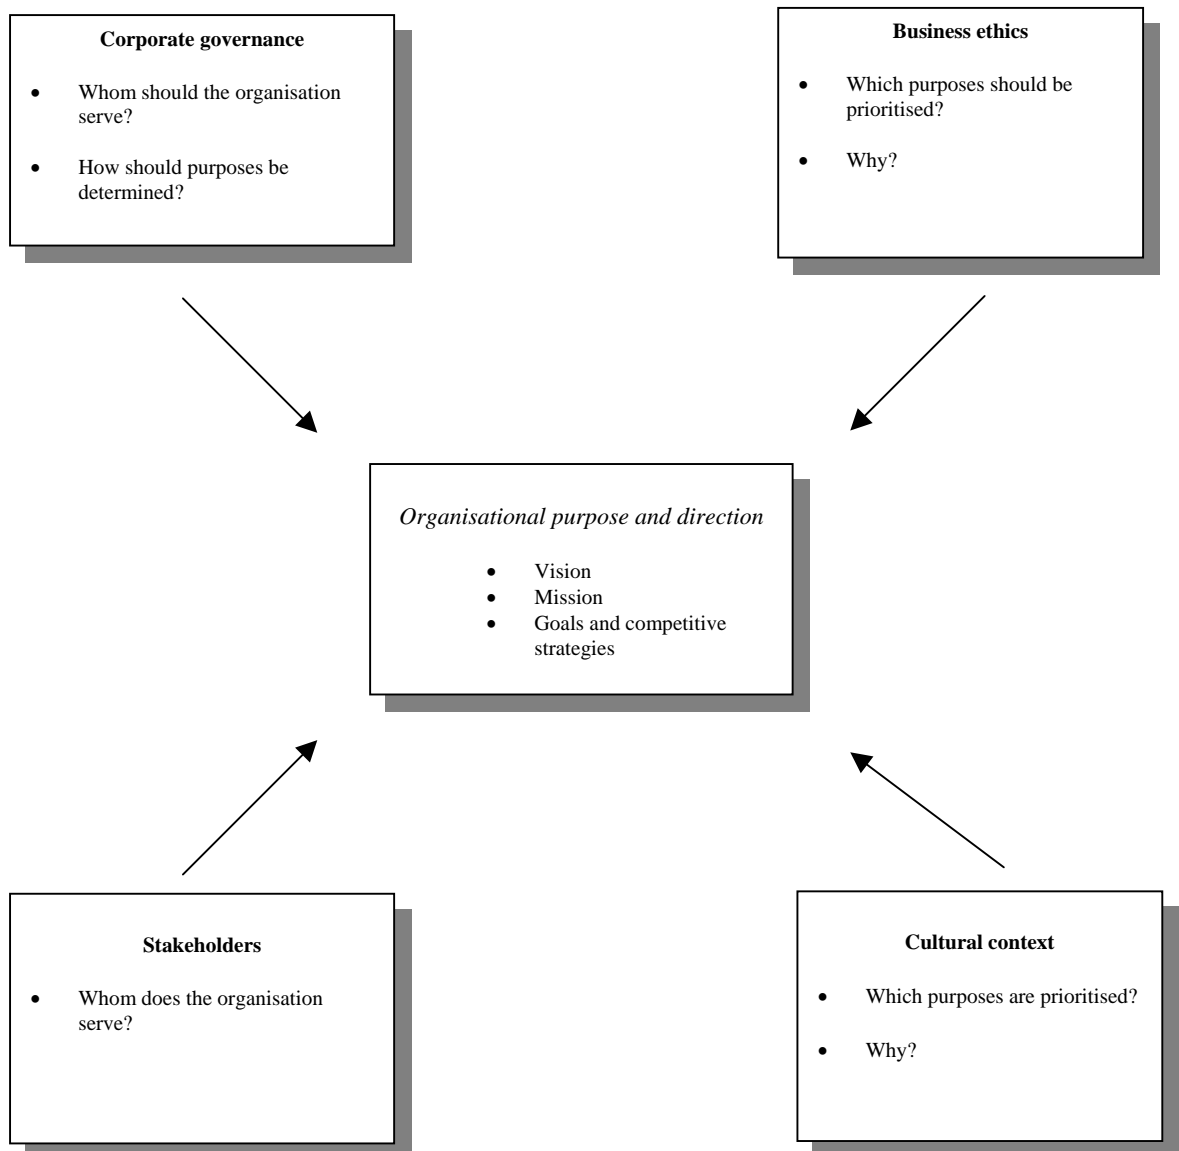 Corporate governance
• Whom should the organisation
serve?
• How should purposes be
determined?
Business ethics
• Which purposes should be
prioritised?
• Why?
Organisational purpose and direction
• Vision
• Mission
• Goals and competitive
strategies
Stakeholders
• Whom does the organisation
serve?
Cultural context
• Which purposes are prioritised?
• Why?